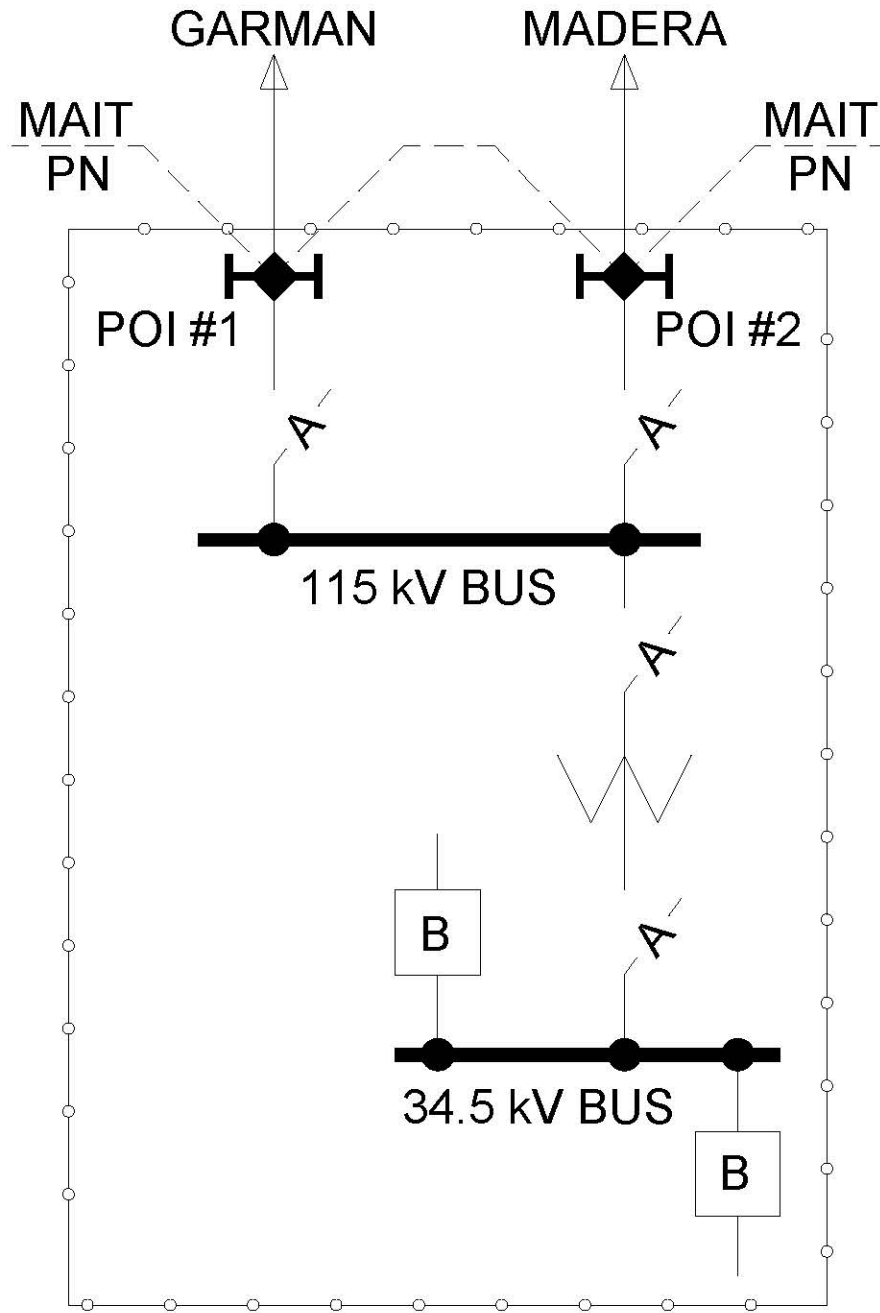 GARMAN
MADERA
MAIT
PN
MAIT
PN
POI #1
POI #2
A
A
115 kV BUS
A
B
A
34.5 kV BUS
B